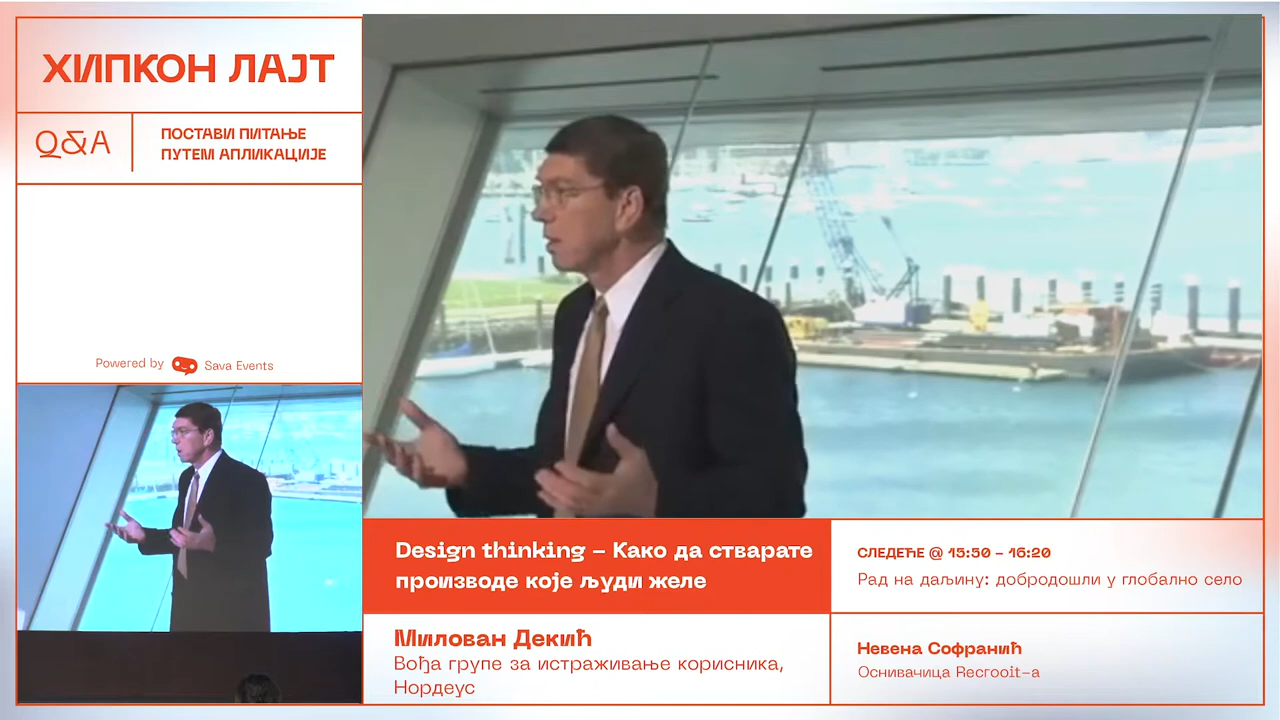 ХИПКОН ЛАЈТ
Q&A
ПОСТАВИ ПИТАЊЕ
ПУТЕМ АПЛИКАЦИЈЕ
Powered by Sava Events
Design thinking – Како да стварате
производе које људи желе
Милован Декић
Вођа групе за истраживање корисника,
Нордеус
СЛЕДЕЋЕ @ 15:50 – 16:20
Рад на даљину: добродошли у глобално село
Невена Софранић
Оснивачица Recrooit-а